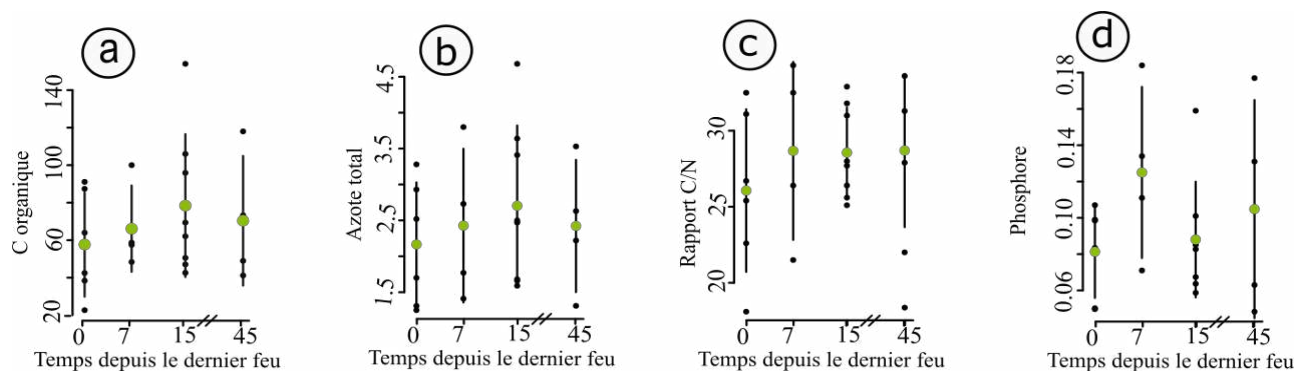 a
C organique
20
60
100
140
0
7
15
45
Temps depuis le dernier feu
b
Azote total
1.5
2.5
3.5
4.5
0
7
15
45
Temps depuis le dernier feu
c
Rapport C/N
20
25
30
0
7
15
45
Temps depuis le dernier feu
d
Phosphore
0.06
0.10
0.14
0.18
0
7
15
45
Temps depuis le dernier feu